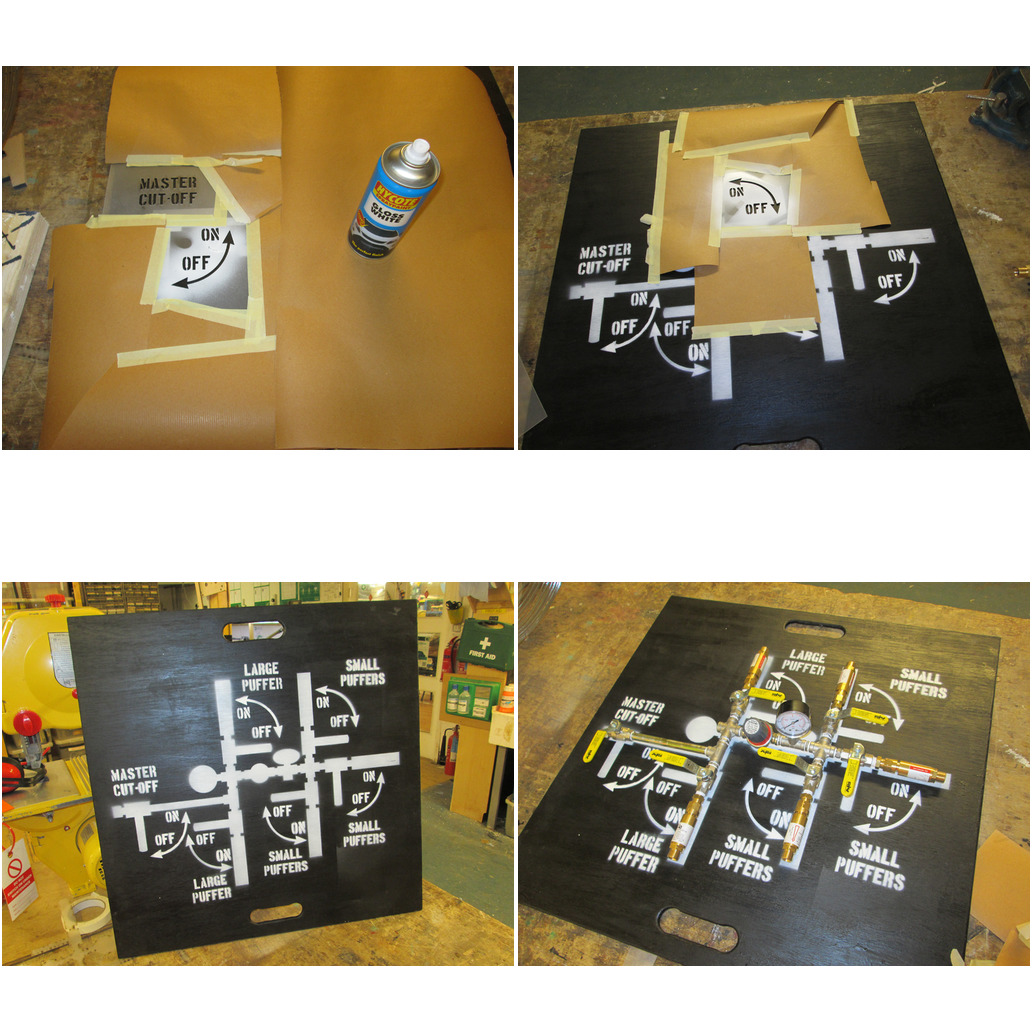 MASTER
CUT-OFF
ON
OFF
HYCOTE
GLOSS
WHITE
ON
OFF
MASTER
CUT-OFF
ON
OFF
ON
OFF
OFF
ON
LARGE
PUFFER
SMALL
PUFFERS
ON
OFF
ON
OFF
MASTER
CUT-OFF
ON
OFF
OFF
ON
OFF
ON
ON
OFF
LARGE
PUFFER
SMALL
PUFFERS
SMALL
PUFFERS
FIRST AID
LARGE
PUFFER
SMALL
PUFFERS
ON
ON
OFF
MASTER
CUT-OFF
OFF
OFF
ON
OFF
ON
ON
OFF
LARGE
PUFFER
SMALL
PUFFERS
SMALL
PUFFERS